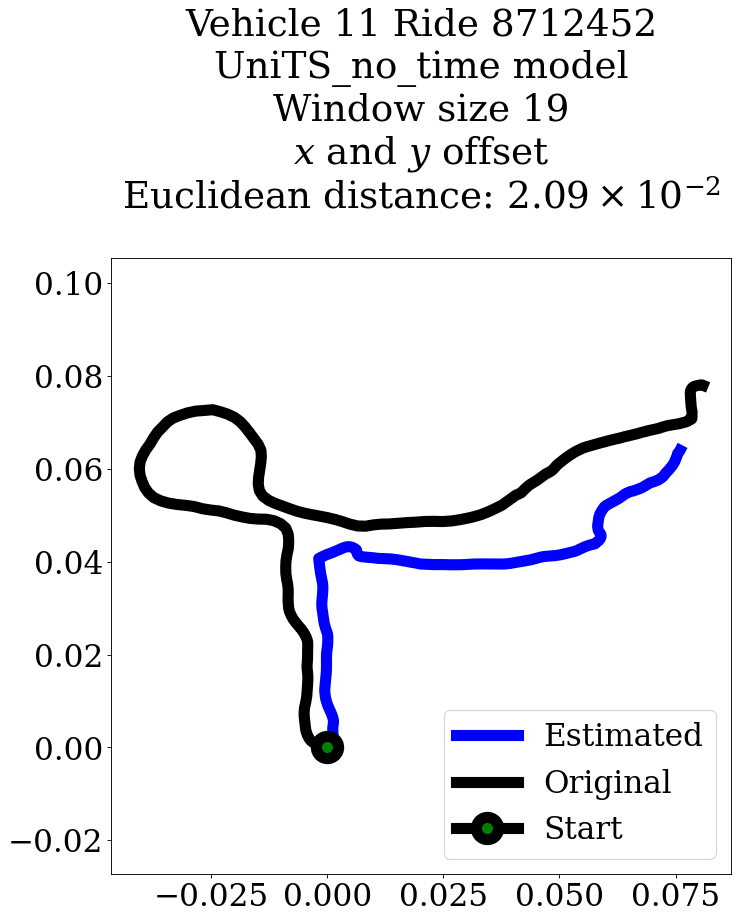 Vehicle 11 Ride 8712452
UniTS_no_time model
Window size 19
x and y offset
Euclidean distance: 2.09 × 10⁻²
0.10
0.08
0.06
0.04
0.02
0.00
−0.02
Estimated
Original
Start
−0.025 0.000 0.025 0.050 0.075